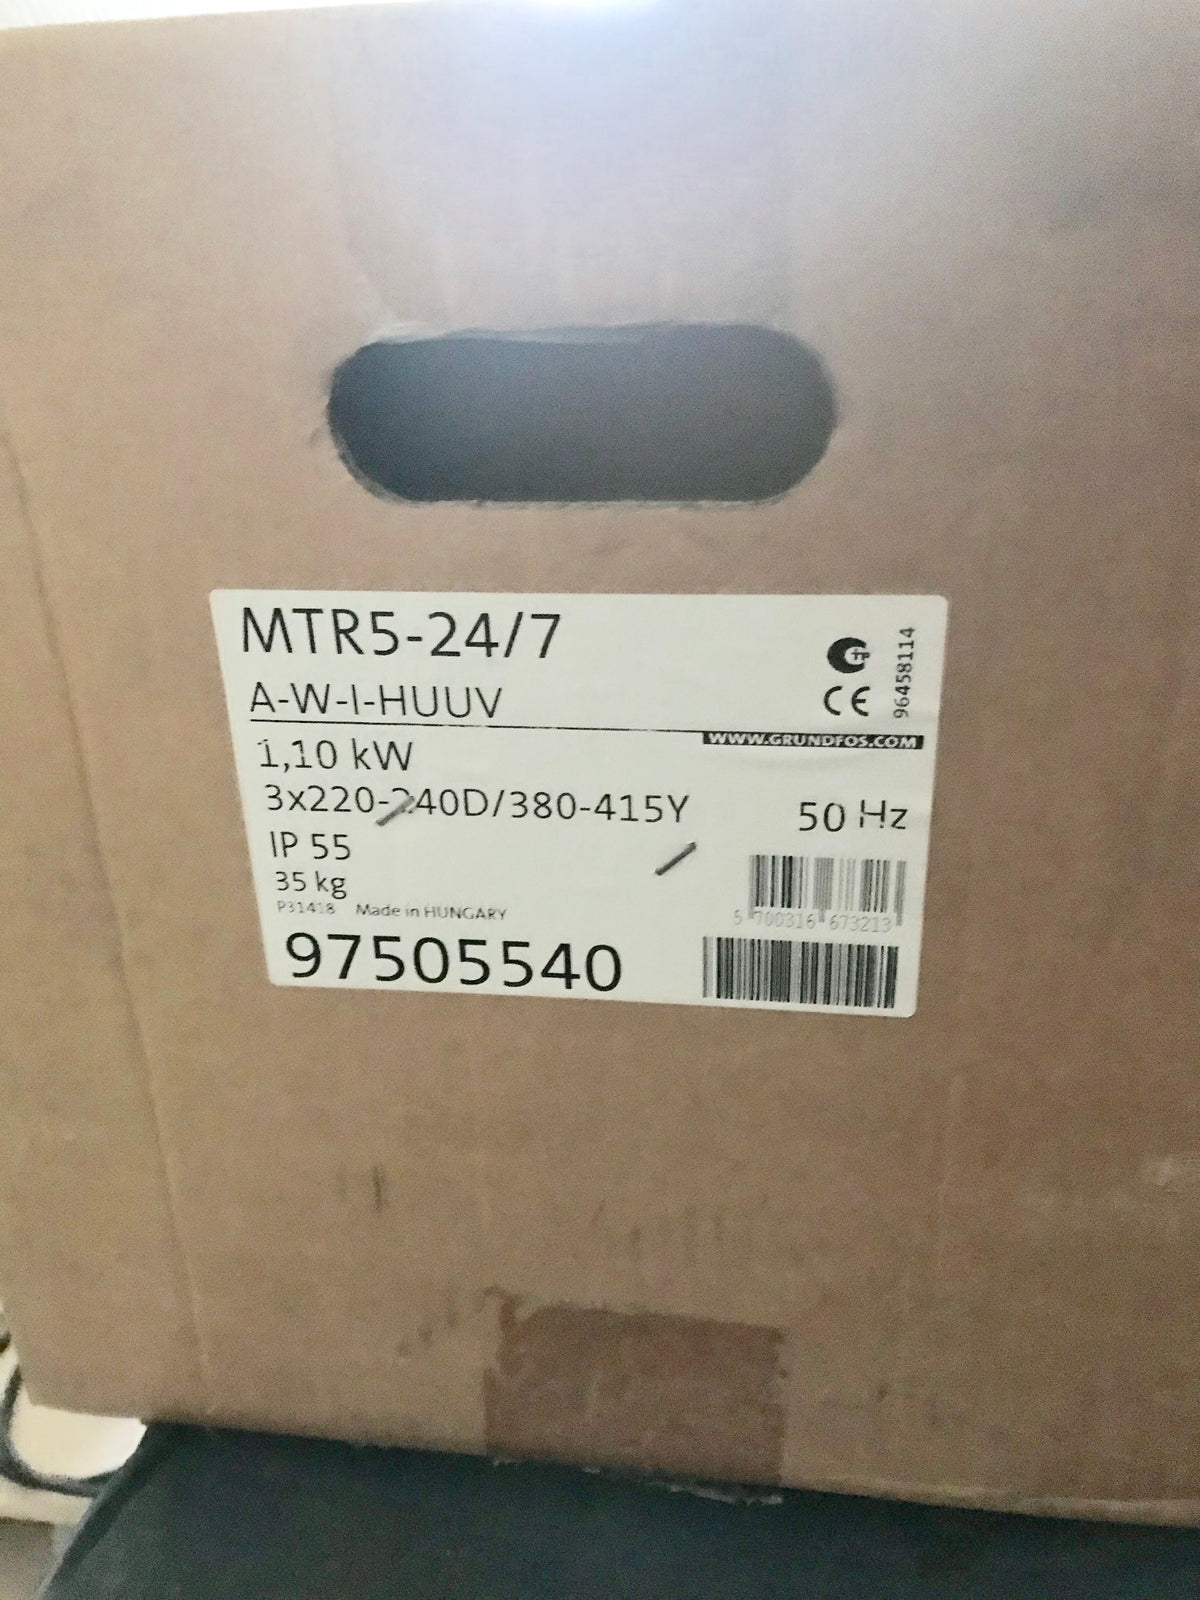 MTR5-24/7
A-W-I-HUUV
CE
96458114
WWW.GRUNDFOS.COM
1,10 kW
3x220-240D/380-415Y
50 Hz
IP 55
35 kg
P31418 Made in HUNGARY
5 700316 673213
97505540